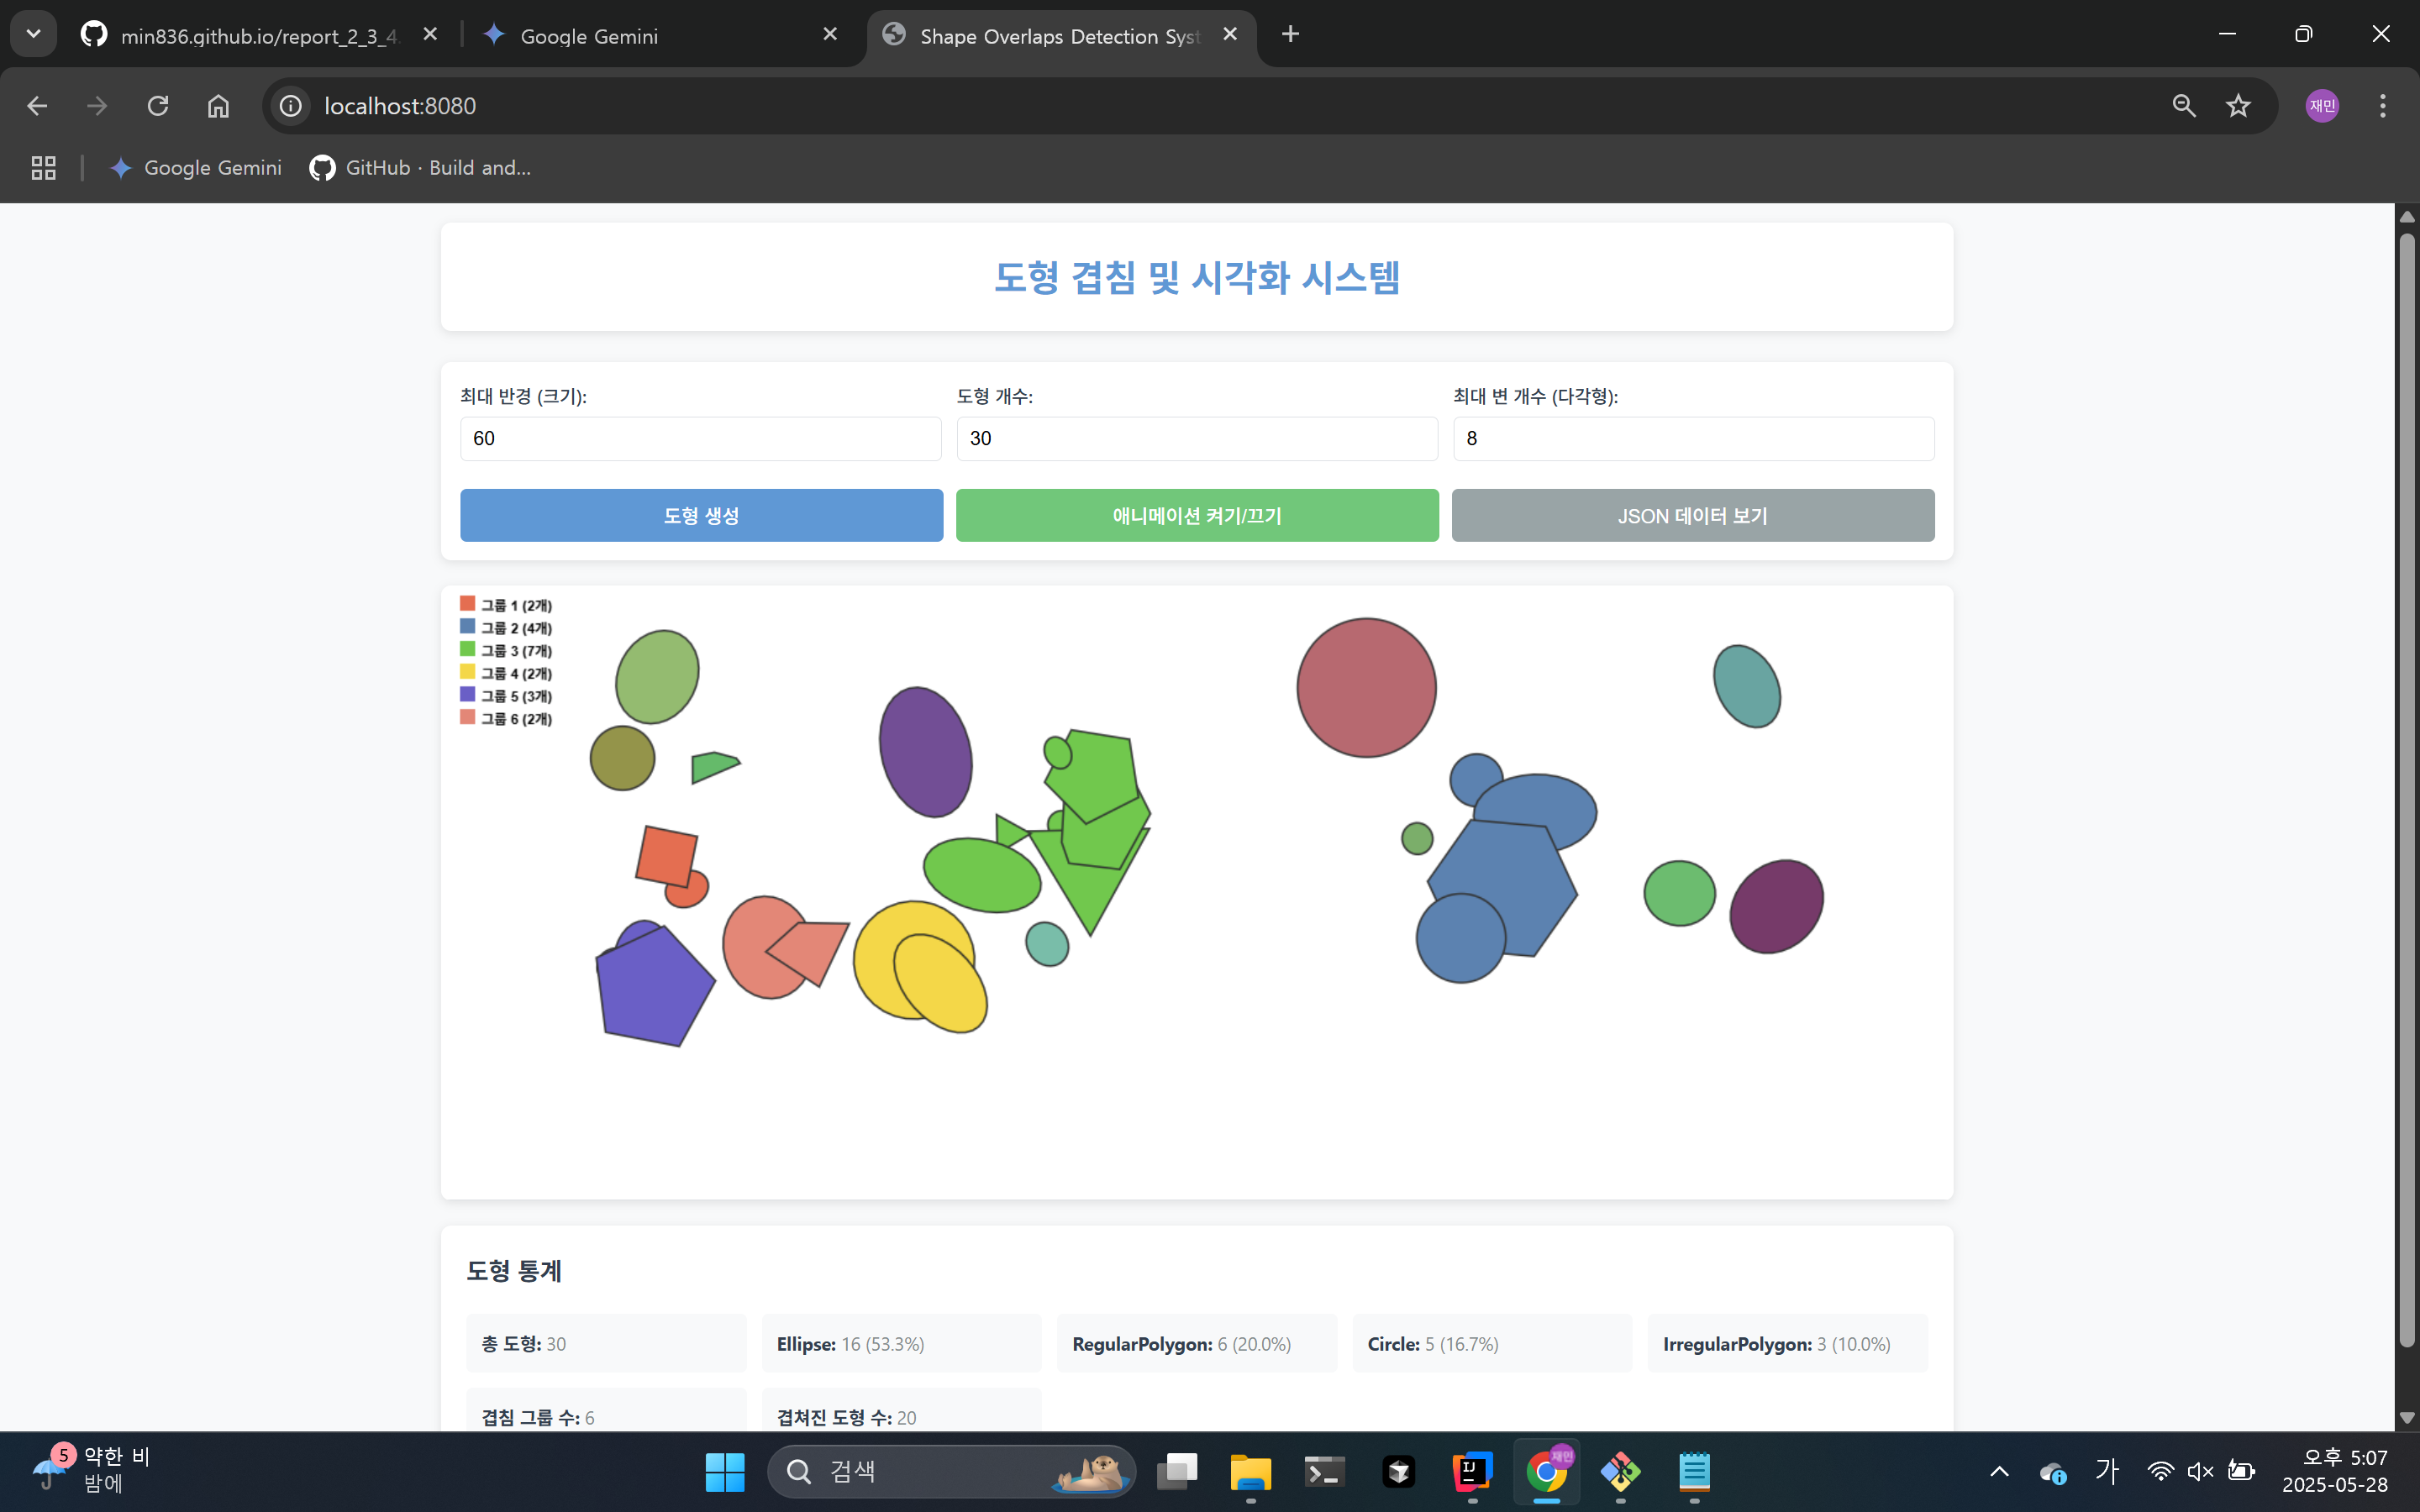 min836.github.io/report_2_3_4.
Google Gemini
Shape Overlaps Detection Syst
localhost:8080
재민
Google Gemini
GitHub · Build and...
도형 겹침 및 시각화 시스템
최대 반경 (크기):
도형 개수:
최대 변 개수 (다각형):
60
30
8
도형 생성
애니메이션 켜기/끄기
JSON 데이터 보기
그룹 1 (2개)
그룹 2 (4개)
그룹 3 (7개)
그룹 4 (2개)
그룹 5 (3개)
그룹 6 (2개)
도형 통계
총 도형: 30
Ellipse: 16 (53.3%)
RegularPolygon: 6 (20.0%)
Circle: 5 (16.7%)
IrregularPolygon: 3 (10.0%)
겹침 그룹 수: 6
겹쳐진 도형 수: 20
5
약한 비
밤에
검색
IJ
재민
가
오후 5:07
2025-05-28